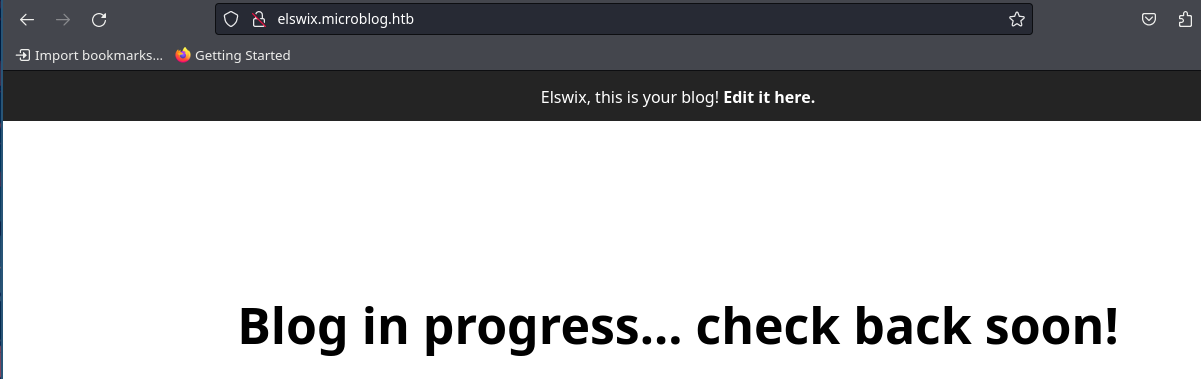 elswix.microblog.htb
Import bookmarks... Getting Started
Elswix, this is your blog! Edit it here.
Blog in progress... check back soon!